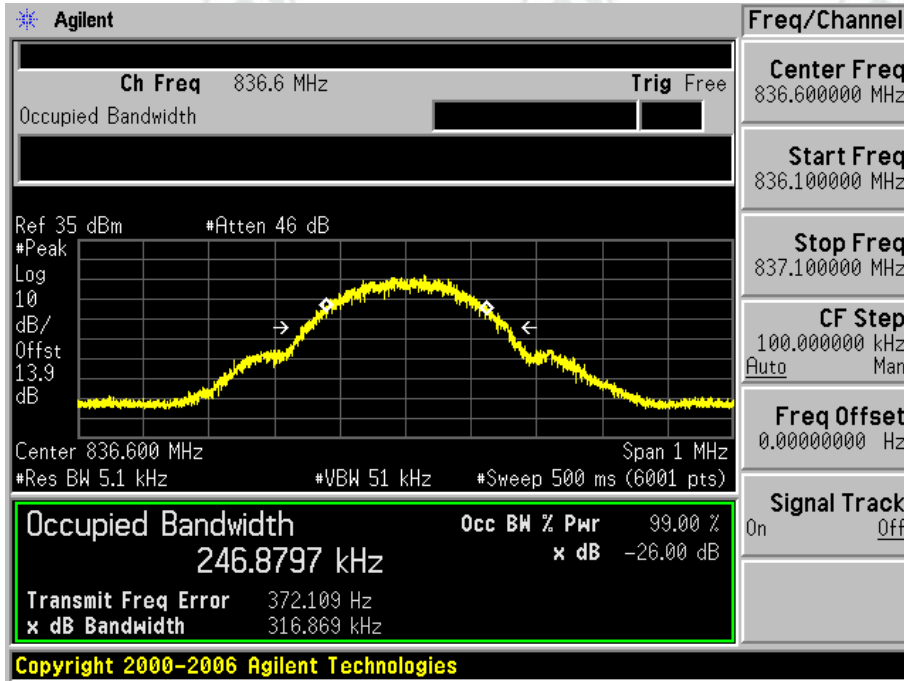 Agilent
Freq/Channel
Ch Freq 836.6 MHz Trig Free
Occupied Bandwidth
Center Freq
836.600000 MHz
Start Freq
836.100000 MHz
Stop Freq
837.100000 MHz
CF Step
100.000000 kHz
Auto Man
Freq Offset
0.00000000 Hz
Signal Track
On Off
Ref 35 dBm #Atten 46 dB
#Peak
Log
10
dB/
Offst
13.9
dB
Center 836.600 MHz Span 1 MHz
#Res BW 5.1 kHz #VBW 51 kHz #Sweep 500 ms (6001 pts)
Occupied Bandwidth Occ BW % Pwr 99.00 %
246.8797 kHz x dB -26.00 dB
Transmit Freq Error 372.109 Hz
x dB Bandwidth 316.869 kHz
Copyright 2000-2006 Agilent Technologies